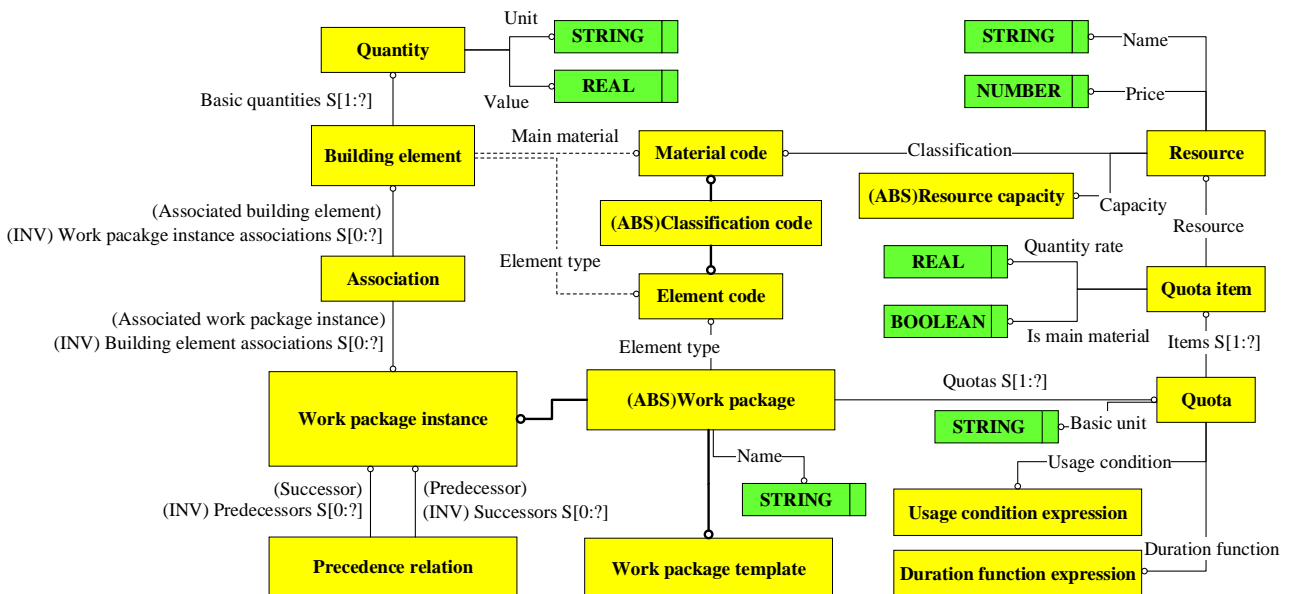 Unit
STRING
STRING
Name
Quantity
REAL
NUMBER
Price
Basic quantities S[1:?]
Value
Main material
Building element
Material code
Classification
Resource
(ABS)Resource capacity
Capacity
(Associated building element)
(ABS)Classification code
(INV) Work pacakge instance associations S[0:?]
Resource
Quantity rate
Element type
REAL
Association
Element code
Quota item
(Associated work package instance)
BOOLEAN
Is main material
Items S[1:?]
(INV) Building element associations S[0:?]
Element type
Quotas S[1:?]
Work package instance
(ABS)Work package
Quota
STRING
Basic unit
Name
Usage condition
(Successor)
(INV) Predecessors S[0:?]
(Predecessor)
(INV) Successors S[0:?]
STRING
Usage condition expression
Duration function
Precedence relation
Work package template
Duration function expression